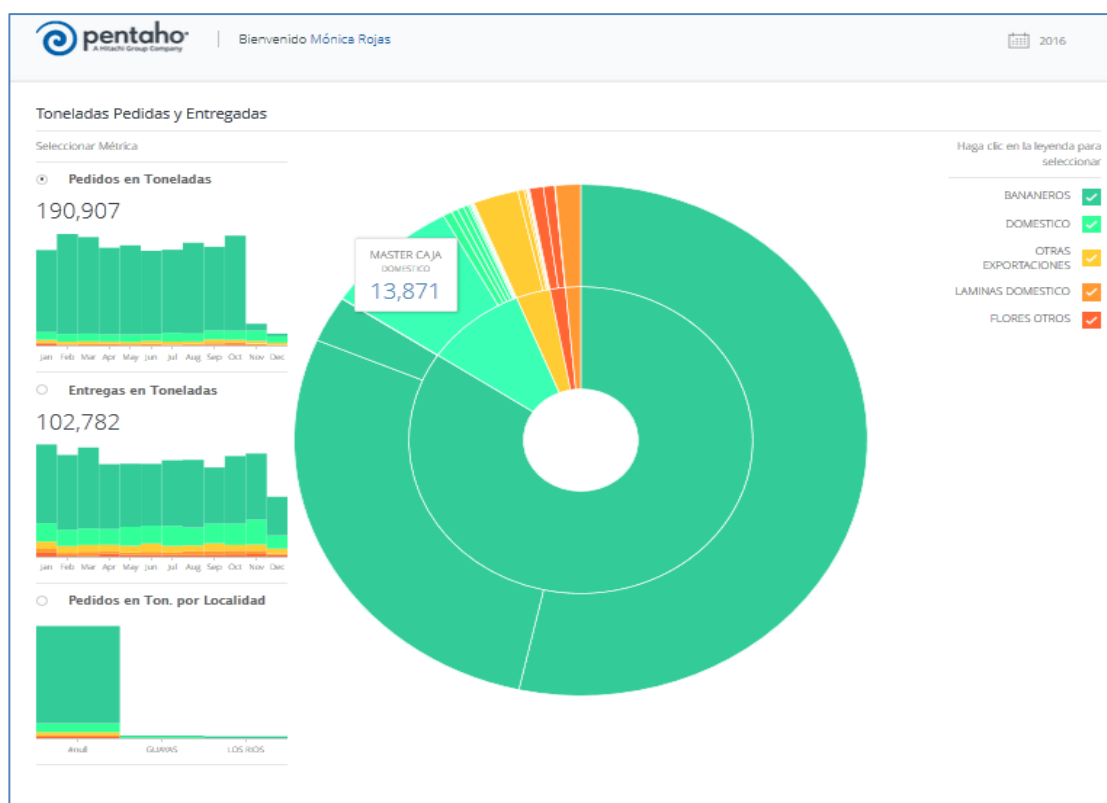 pentaho
A Hitachi Group Company
Bienvenido Mónica Rojas
2016
Toneladas Pedidas y Entregadas
Seleccionar Métrica
Pedidos en Toneladas
190,907
Jan Feb Mar Apr May Jun Jul Aug Sep Oct Nov Dec
Entregas en Toneladas
102,782
Jan Feb Mar Apr May Jun Jul Aug Sep Oct Nov Dec
Pedidos en Ton. por Localidad
#null GUAYAS LOS RIOS
MASTER CAJA
DOMESTICO
13,871
Haga clic en la leyenda para
seleccionar
BANANEROS
DOMESTICO
OTRAS
EXPORTACIONES
LAMINAS DOMESTICO
FLORES OTROS